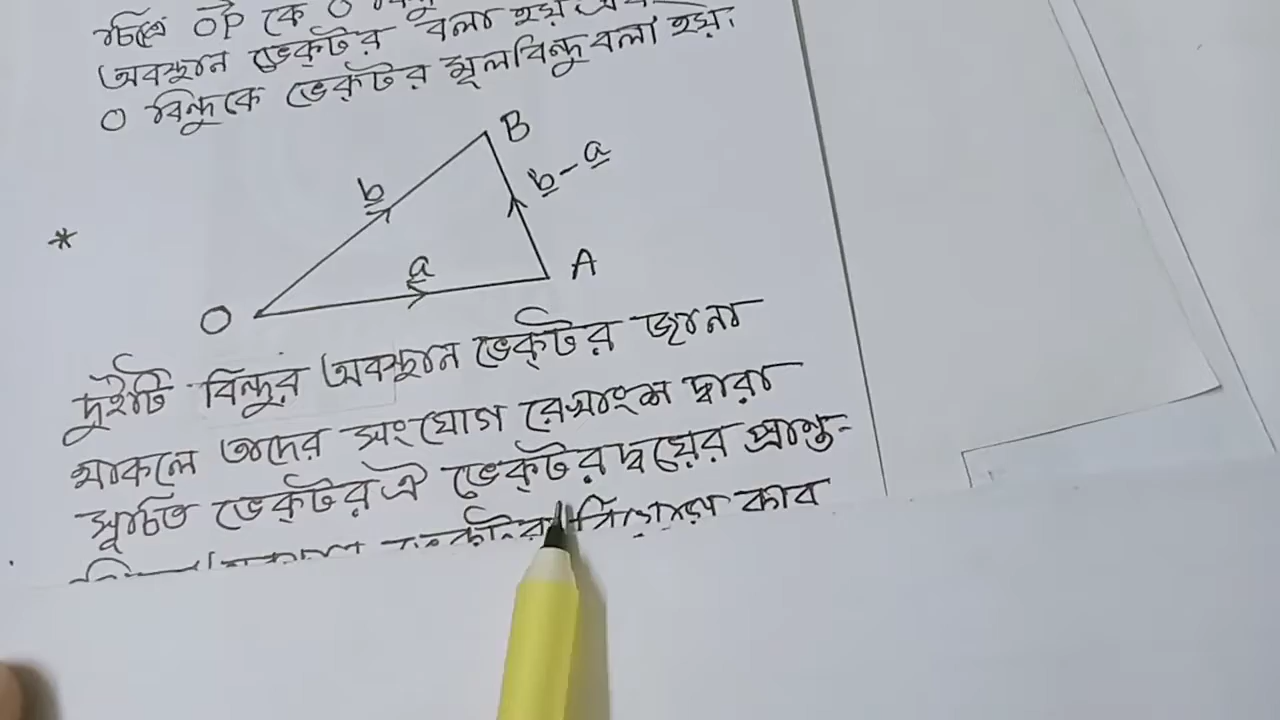 চিত্রে OP কে O
অবস্থান ভেক্টর বলা হয়
O বিন্দুকে ভেক্টর মূলবিন্দু বলা হয়।
B
b
b - a
*
a
A
O
দুইটি বিন্দুর অবস্থান ভেক্টর জানা
থাকলে তাদের সংযোগ রেখাংশ দ্বারা
সূচিত ভেক্টর ঐ ভেক্টরদ্বয়ের প্রান্ত-